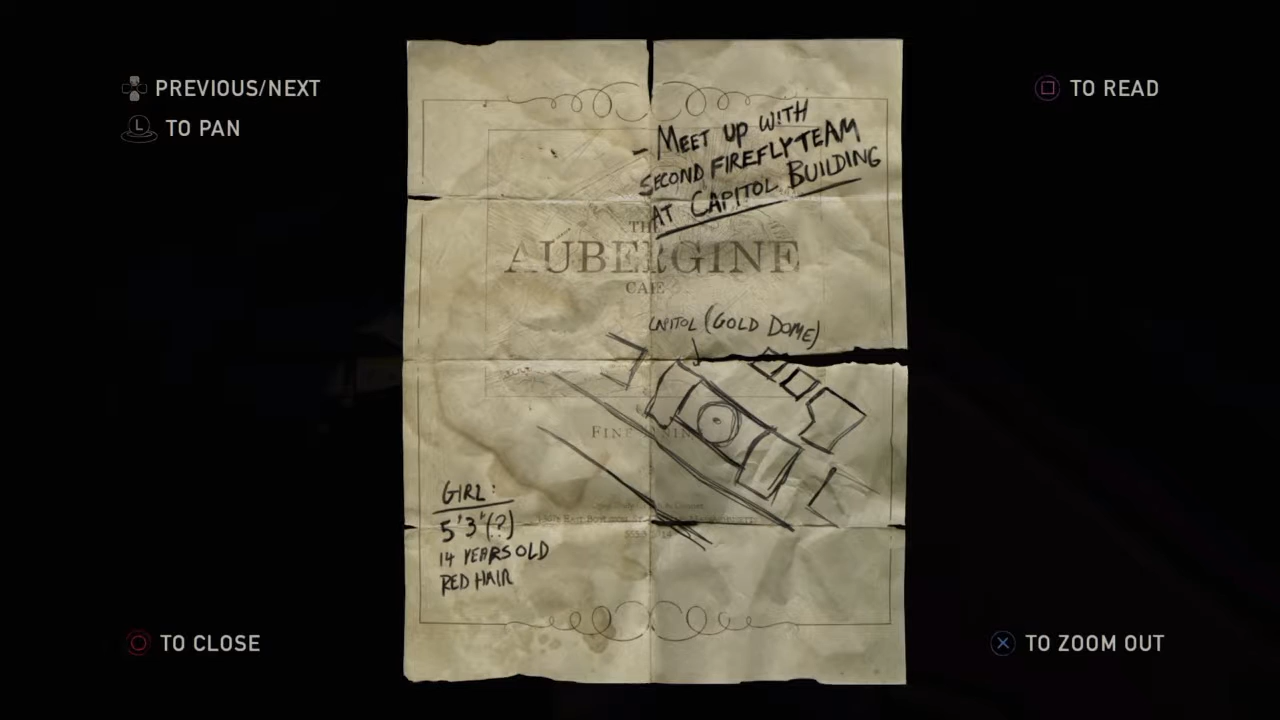 PREVIOUS/NEXT
L TO PAN
TO READ
- MEET UP WITH
SECOND FIREFLY TEAM
AT CAPITOL BUILDING
THE
AUBERGINE
CAFE
CAPITOL (GOLD DOME)
FINE DINING
GIRL:
5'3"(?)
14 YEARS OLD
RED HAIR
TO CLOSE
TO ZOOM OUT